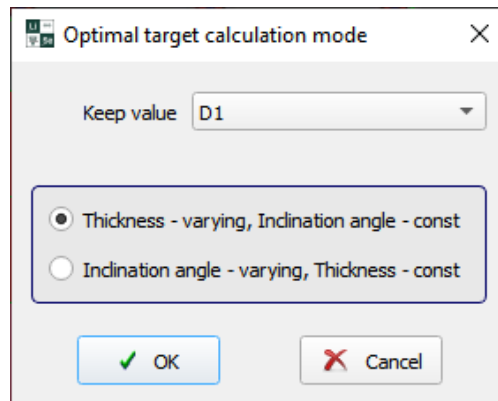 Optimal target calculation mode
Keep value D1
Thickness - varying, Inclination angle - const
Inclination angle - varying, Thickness - const
OK Cancel